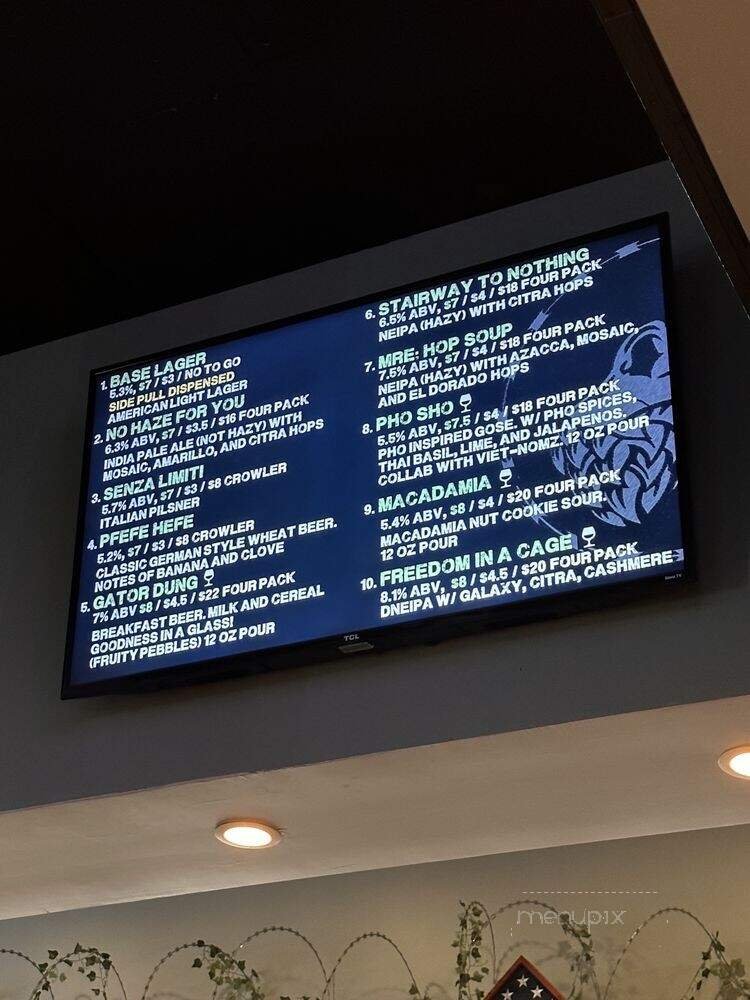 1. BASE LAGER
5.3%, $7 / $3 / NO TO GO
SIDE PULL DISPENSED
AMERICAN LIGHT LAGER
2. NO HAZE FOR YOU
6.3% ABV, $7 / $3.5 / $16 FOUR PACK
INDIA PALE ALE (NOT HAZY) WITH
MOSAIC, AMARILLO, AND CITRA HOPS
3. SENZA LIMITI
5.7% ABV, $7 / $3 / $8 CROWLER
ITALIAN PILSNER
4. PFEFE HEFE
5.2%, $7 / $3 / $8 CROWLER
CLASSIC GERMAN STYLE WHEAT BEER.
NOTES OF BANANA AND CLOVE
5. GATOR DUNG
7% ABV $8 / $4.5 / $22 FOUR PACK
BREAKFAST BEER. MILK AND CEREAL
GOODNESS IN A GLASS!
(FRUITY PEBBLES) 12 OZ POUR
6. STAIRWAY TO NOTHING
6.5% ABV, $7 / $4 / $18 FOUR PACK
NEIPA (HAZY) WITH CITRA HOPS
7. MRE: HOP SOUP
7.5% ABV, $7 / $4 / $18 FOUR PACK
NEIPA (HAZY) WITH AZACCA, MOSAIC,
AND EL DORADO HOPS
8. PHO SHO
5.5% ABV, $7.5 / $4 / $18 FOUR PACK
PHO INSPIRED GOSE. W/ PHO SPICES,
THAI BASIL, LIME, AND JALAPENOS.
COLLAB WITH VIET-NOMZ. 12 OZ POUR
9. MACADAMIA
5.4% ABV, $8 / $4 / $20 FOUR PACK
MACADAMIA NUT COOKIE SOUR.
12 OZ POUR
10. FREEDOM IN A CAGE
8.1% ABV, $8 / $4.5 / $20 FOUR PACK
DNEIPA W/ GALAXY, CITRA, CASHMERE
TCL
Roku TV
menupix